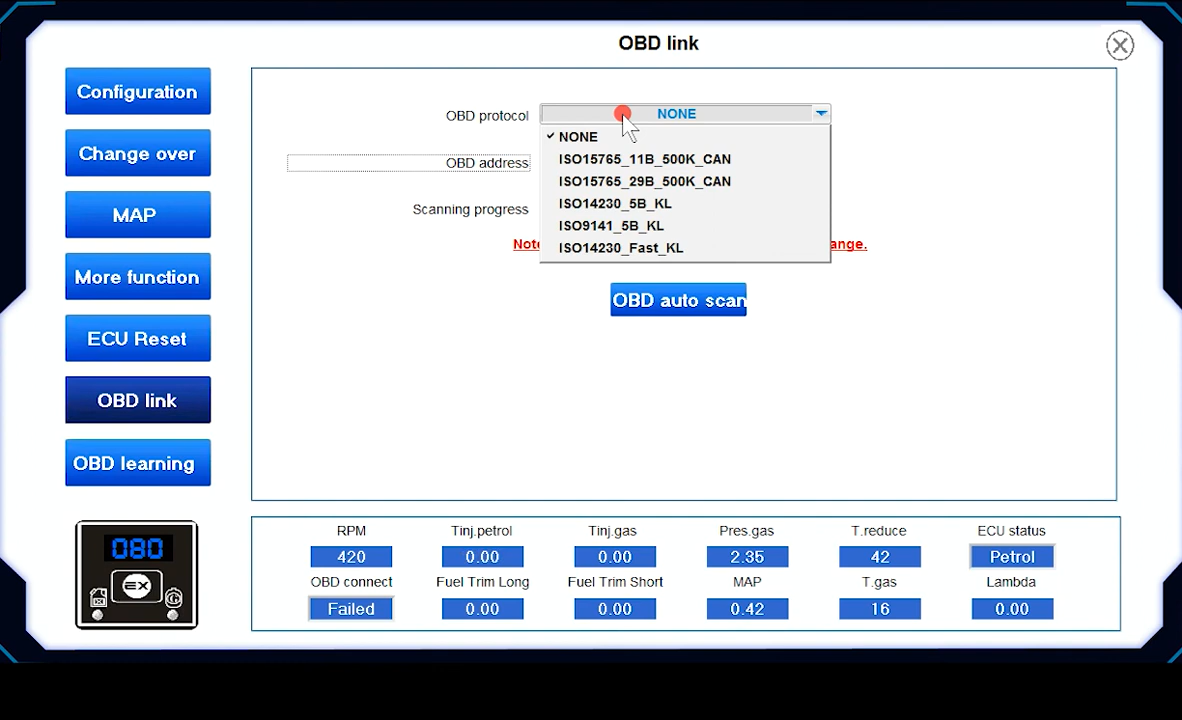 OBD link
Configuration
Change over
MAP
More function
ECU Reset
OBD link
OBD learning
OBD protocol
NONE
NONE
ISO15765_11B_500K_CAN
ISO15765_29B_500K_CAN
ISO14230_5B_KL
ISO9141_5B_KL
ISO14230_Fast_KL
OBD address
Scanning progress
OBD auto scan
080
EX
RPM Tinj.petrol Tinj.gas Pres.gas T.reduce ECU status
420 0.00 0.00 2.35 42 Petrol
OBD connect Fuel Trim Long Fuel Trim Short MAP T.gas Lambda
Failed 0.00 0.00 0.42 16 0.00